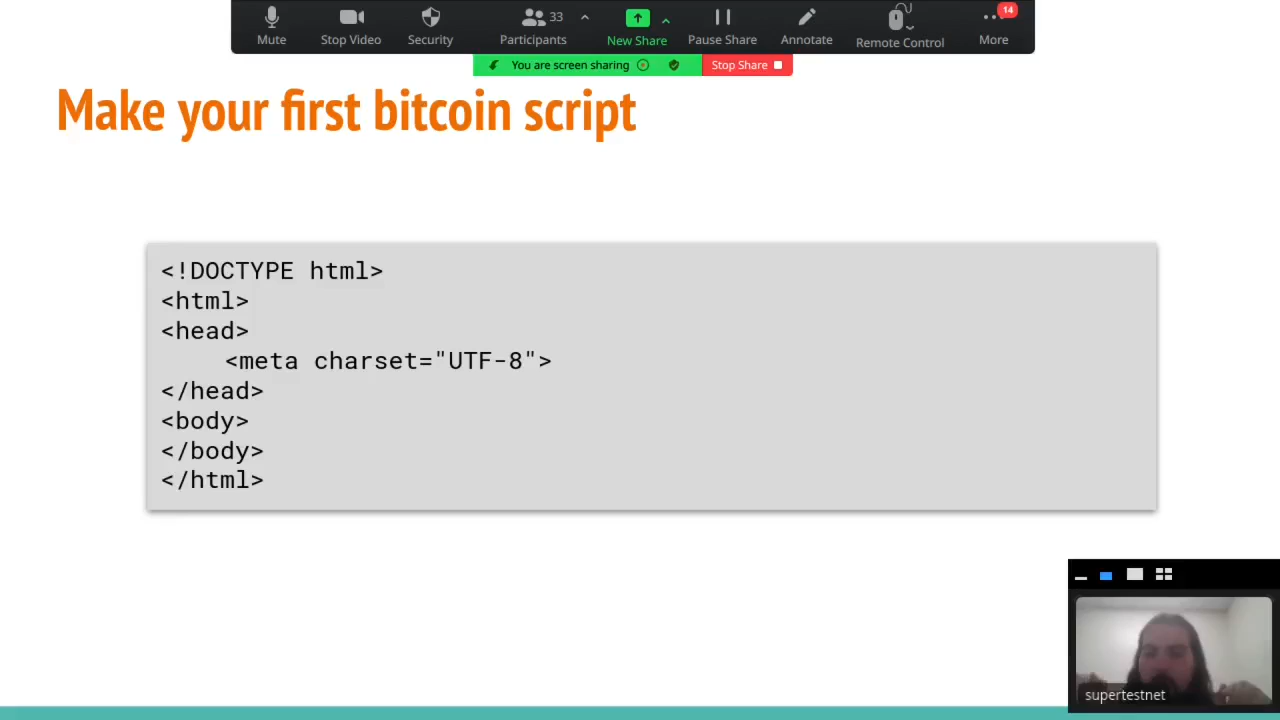 Mute
Stop Video
Security
33
Participants
New Share
Pause Share
Annotate
Remote Control
14
More
You are screen sharing
Stop Share
Make your first bitcoin script
<!DOCTYPE html>
<html>
<head>
<meta charset="UTF-8">
</head>
<body>
</body>
</html>
supertestnet